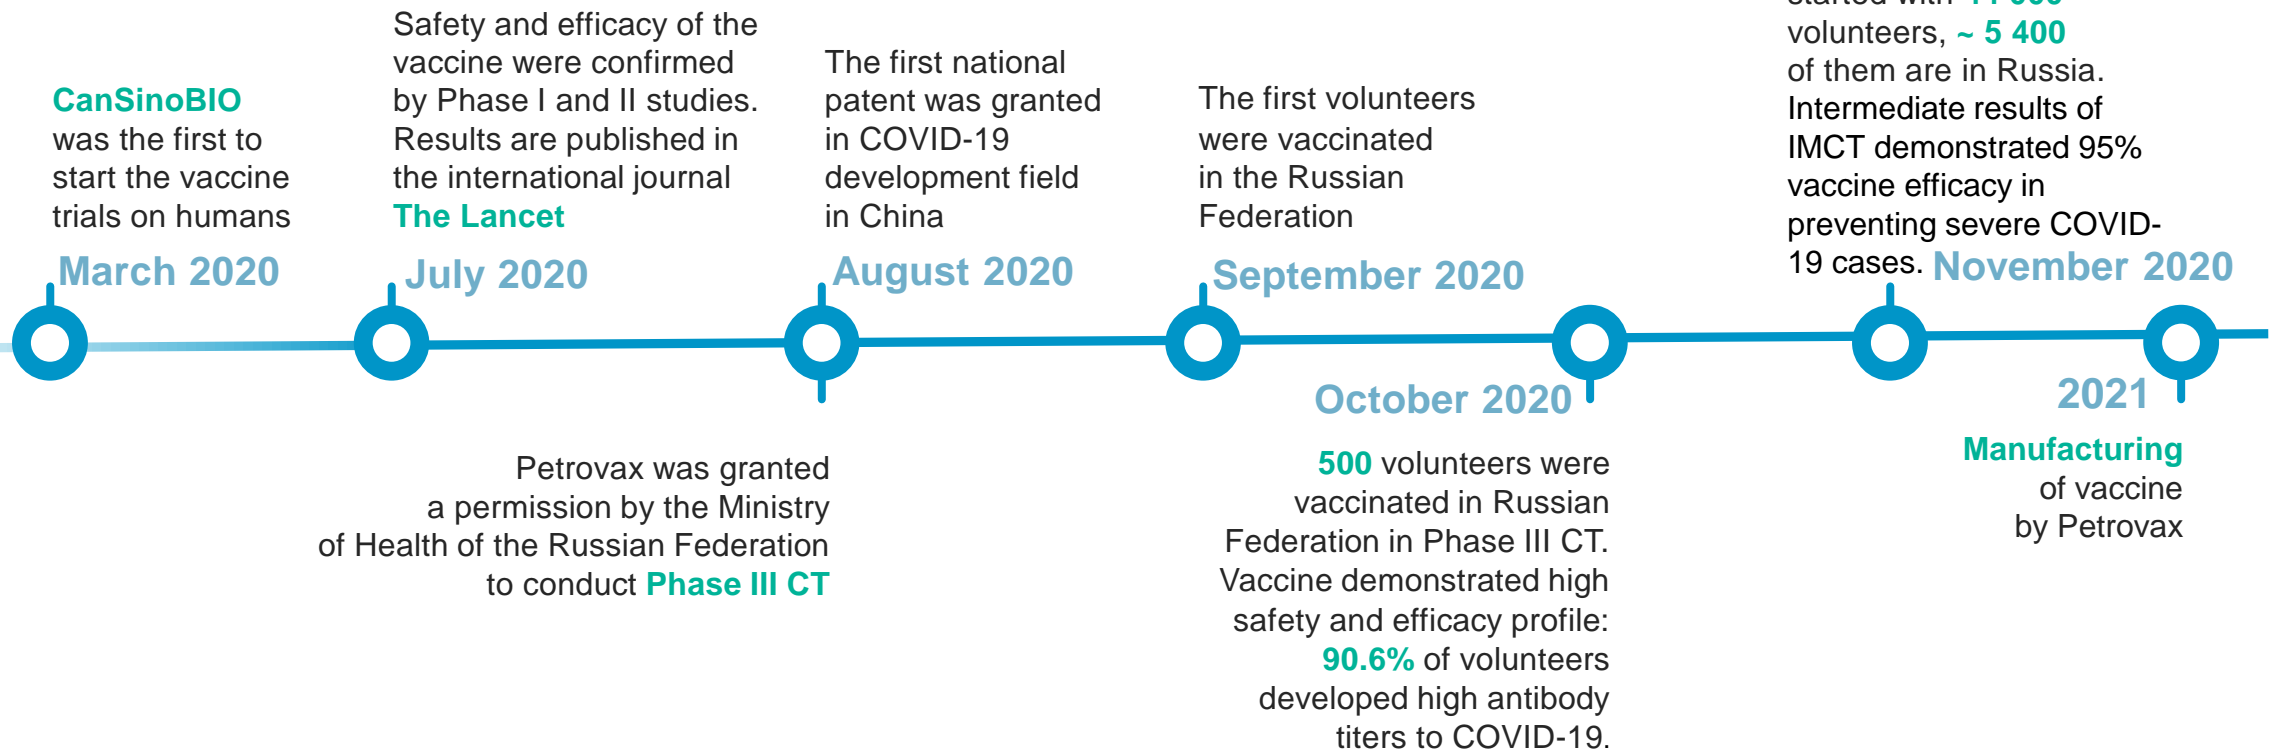 CanSinoBIO
was the first to
start the vaccine
trials on humans
March 2020
Safety and efficacy of the
vaccine were confirmed
by Phase I and II studies.
Results are published in
the international journal
The Lancet
July 2020
The first national
patent was granted
in COVID-19
development field
in China
August 2020
Petrovax was granted
a permission by the Ministry
of Health of the Russian Federation
to conduct Phase III CT
The first volunteers
were vaccinated
in the Russian
Federation
September 2020
October 2020
500 volunteers were
vaccinated in Russian
Federation in Phase III CT.
Vaccine demonstrated high
safety and efficacy profile:
90.6% of volunteers
developed high antibody
titers to COVID-19.
volunteers, ~ 5 400
of them are in Russia.
Intermediate results of
IMCT demonstrated 95%
vaccine efficacy in
preventing severe COVID-
19 cases.
November 2020
2021
Manufacturing
of vaccine
by Petrovax